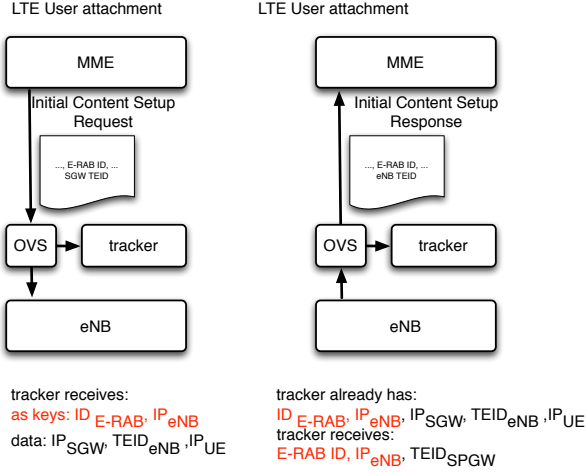 LTE User attachment
MME
Initial Content Setup
Request
..., E-RAB ID, ...
SGW TEID
OVS
tracker
eNB
tracker receives:
as keys: ID E-RAB, IPeNB
data: IPSGW, TEIDeNB ,IPUE
LTE User attachment
MME
Initial Content Setup
Response
..., E-RAB ID, ...
eNB TEID
OVS
tracker
eNB
tracker already has:
ID E-RAB, IPeNB, IPSGW, TEIDeNB ,IPUE
tracker receives:
E-RAB ID, IPeNB, TEIDSPGW